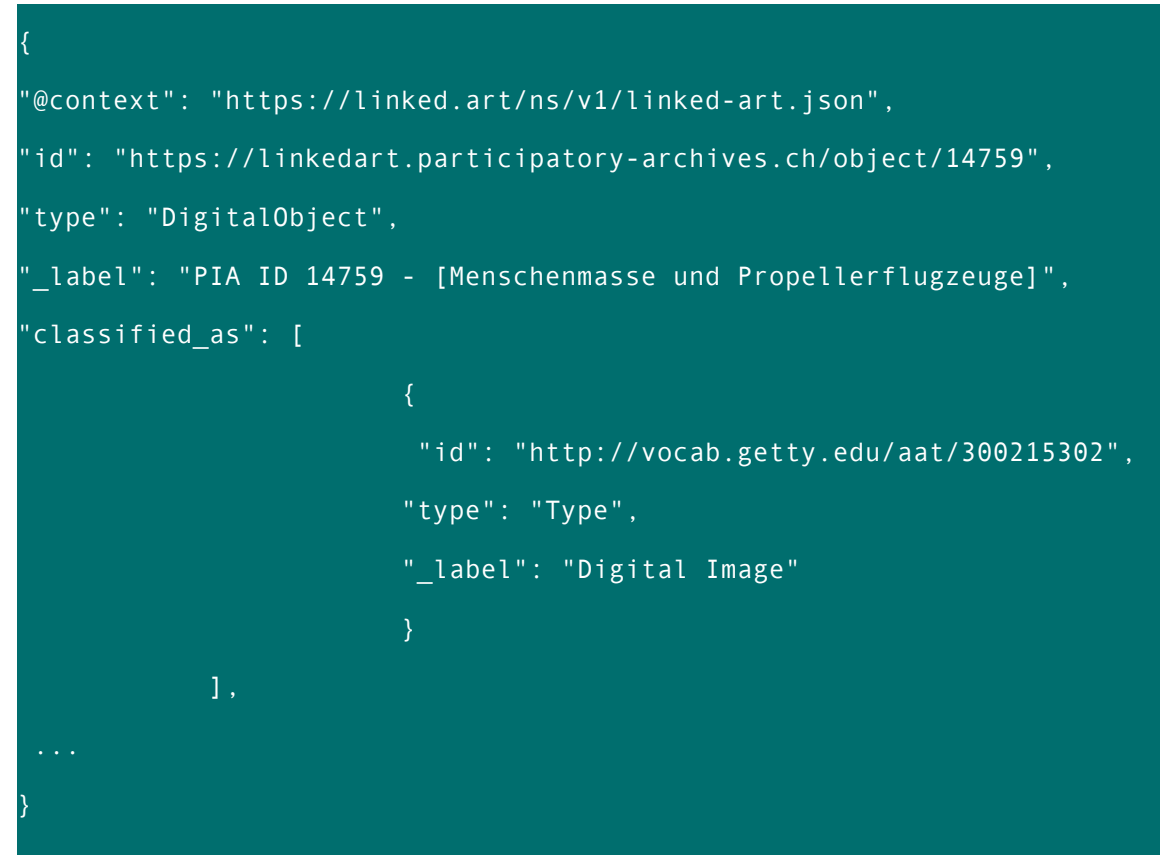 {
"@context": "https://linked.art/ns/v1/linked-art.json",
"id": "https://linkedart.participatory-archives.ch/object/14759",
"type": "DigitalObject",
"_label": "PIA ID 14759 - [Menschenmasse und Propellerflugzeuge]",
"classified_as": [
{
"id": "http://vocab.getty.edu/aat/300215302",
"type": "Type",
"_label": "Digital Image"
}
],
...
}